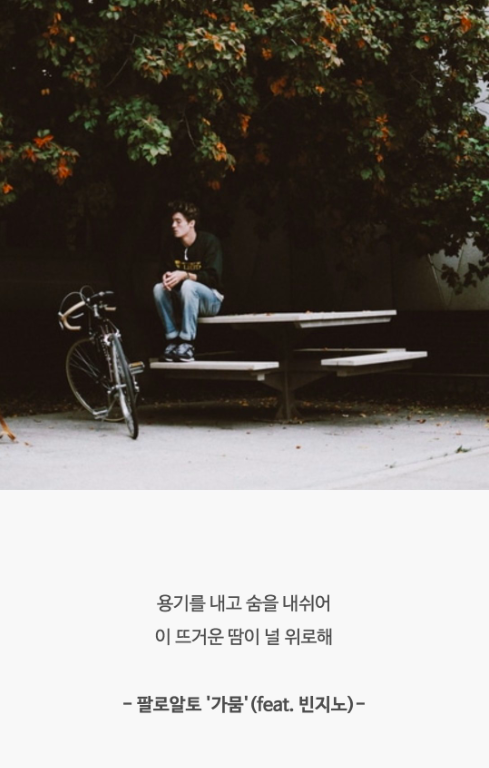 용기를 내고 숨을 내쉬어
이 뜨거운 땀이 널 위로해
- 팔로알토 '가뭄' (feat. 빈지노) -